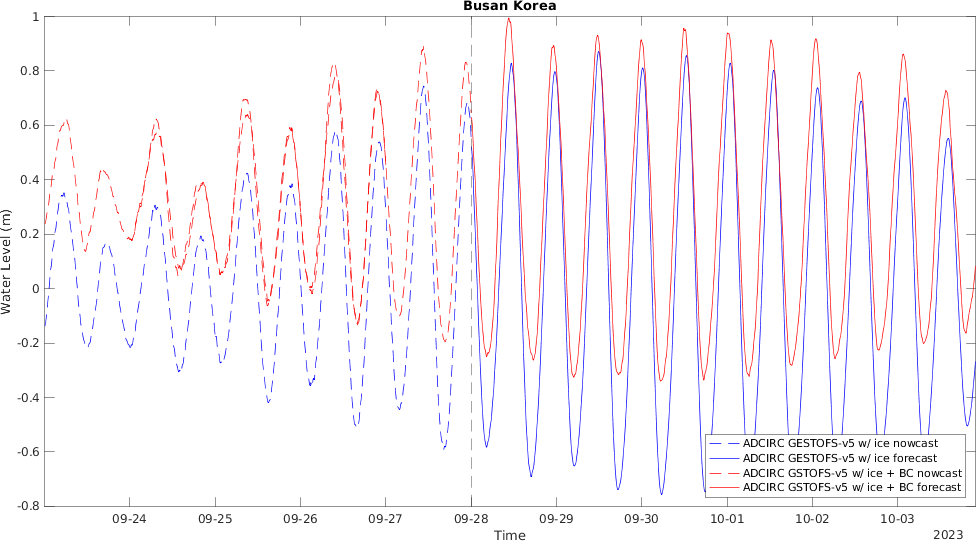 Busan Korea
Water Level (m)
1
0.8
0.6
0.4
0.2
0
-0.2
-0.4
-0.6
-0.8
ADCIRC GESTOFS-v5 w/ ice nowcast
ADCIRC GESTOFS-v5 w/ ice forecast
ADCIRC GSTOFS-v5 w/ ice + BC nowcast
ADCIRC GSTOFS-v5 w/ ice + BC forecast
09-24 09-25 09-26 09-27 09-28 09-29 09-30 10-01 10-02 10-03
Time
2023